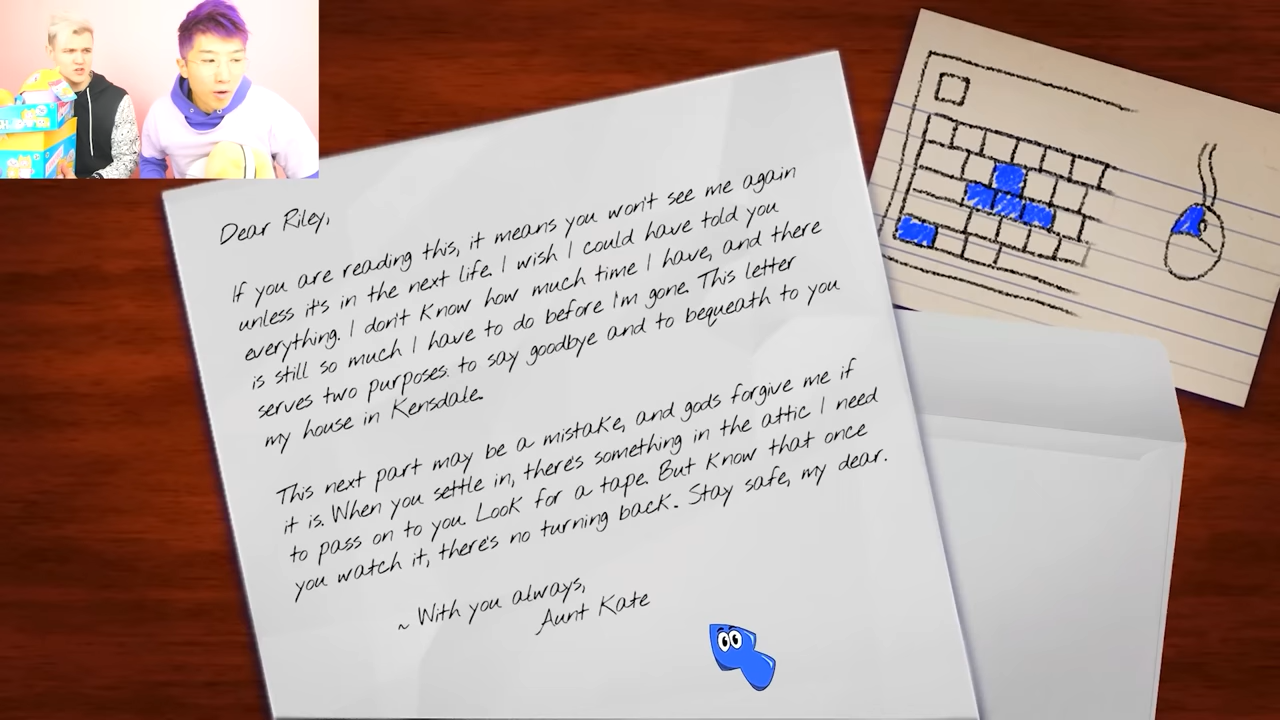 Dear Riley,
If you are reading this, it means you won't see me again
unless it's in the next life. I wish I could have told you
everything. I don't know how much time I have, and there
is still so much I have to do before I'm gone. This letter
serves two purposes: to say goodbye and to bequeath to you
my house in Kensdale.
This next part may be a mistake, and gods forgive me if
it is. When you settle in, there's something in the attic I need
to pass on to you. Look for a tape. But know that once
you watch it, there's no turning back. Stay safe, my dear.
~ With you always,
Aunt Kate